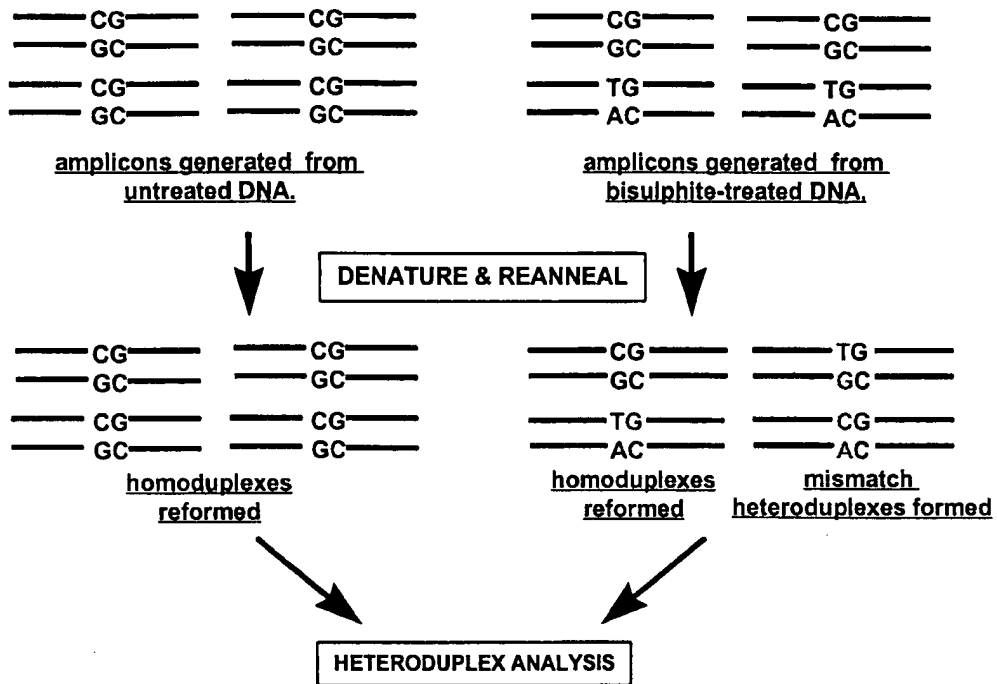 CG CG CG CG
GC GC GC GC
CG CG TG TG
GC GC AC AC
amplicons generated from
untreated DNA.
amplicons generated from
bisulphite-treated DNA.
DENATURE & REANNEAL
CG CG CG TG
GC GC GC GC
CG CG TG CG
GC GC AC AC
homoduplexes
reformed
homoduplexes
reformed
mismatch
heteroduplexes formed
HETERODUPLEX ANALYSIS